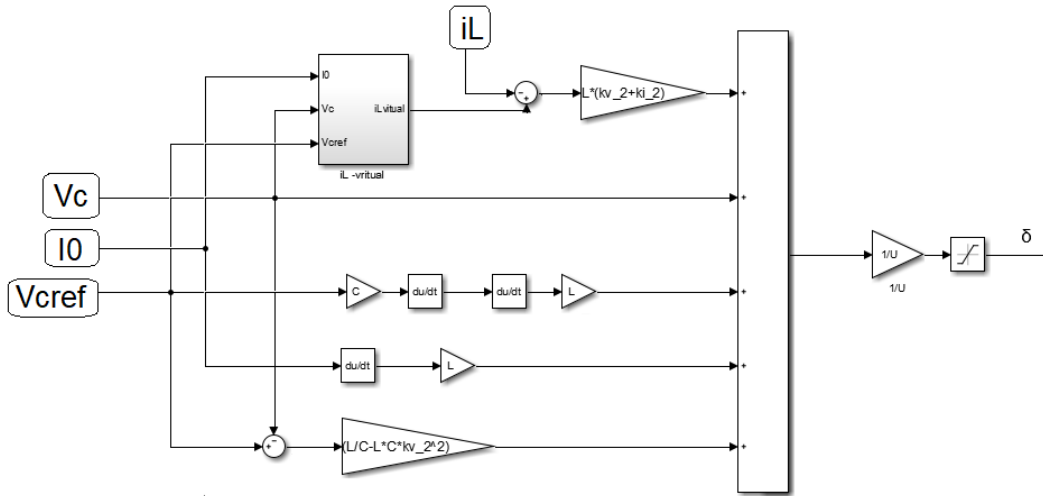 iL
I0
Vc
Vcref
iLvitual
iL -vritual
-
+
L*(kv_2+ki_2)
+
Vc
+
I0
Vcref
C
du/dt
du/dt
L
+
du/dt
L
+
+
-
(L/C-L*C*kv_2^2)
+
1/U
1/U
δ